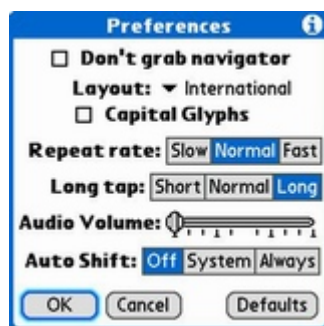 Preferences i
Don't grab navigator
Layout: International
Capital Glyphs
Repeat rate: Slow Normal Fast
Long tap: Short Normal Long
Audio Volume:
Auto Shift: Off System Always
OK Cancel Defaults